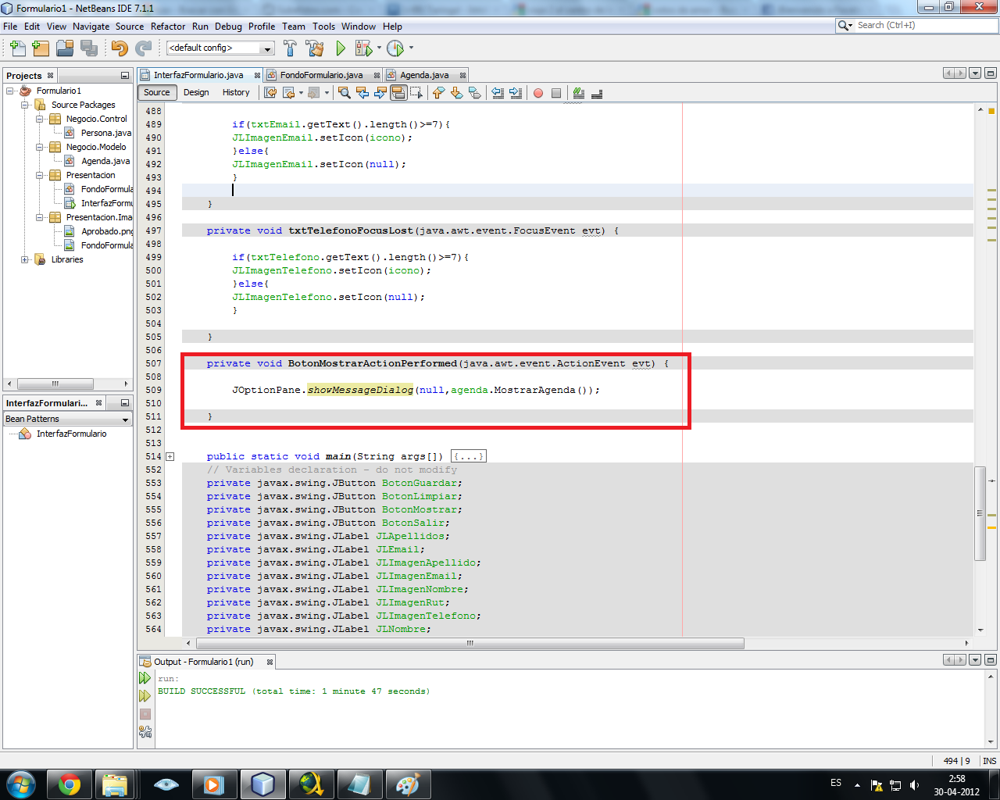 Formulario1 - NetBeans IDE 7.1.1
File Edit View Navigate Source Refactor Run Debug Profile Team Tools Window Help
Search (Ctrl+I)
<default config>
Projects
InterfazFormulario.java FondoFormulario.java Agenda.java
Source Design History
Formulario1
Source Packages
Negocio.Control
Persona.java
Negocio.Modelo
Agenda.java
Presentacion
FondoFormula
InterfazFormu
Presentacion.Ima
Aprobado.png
FondoFormula
Libraries
InterfazFormulari...
Bean Patterns
InterfazFormulario
488
489 if(txtEmail.getText().length()>=7){
490 JLImagenEmail.setIcon(icono);
491 }else{
492 JLImagenEmail.setIcon(null);
493 }
494
495 }
496
497 private void txtTelefonoFocusLost(java.awt.event.FocusEvent evt) {
498
499 if(txtTelefono.getText().length()>=7){
500 JLImagenTelefono.setIcon(icono);
501 }else{
502 JLImagenTelefono.setIcon(null);
503 }
504
505 }
506
507 private void BotonMostrarActionPerformed(java.awt.event.ActionEvent evt) {
508
509 JOptionPane.showMessageDialog(null,agenda.MostrarAgenda());
510
511 }
512
513
514 public static void main(String args[]) {...}
552 // Variables declaration - do not modify
553 private javax.swing.JButton BotonGuardar;
554 private javax.swing.JButton BotonLimpiar;
555 private javax.swing.JButton BotonMostrar;
556 private javax.swing.JButton BotonSalir;
557 private javax.swing.JLabel JLApellidos;
558 private javax.swing.JLabel JLEmail;
559 private javax.swing.JLabel JLImagenApellido;
560 private javax.swing.JLabel JLImagenEmail;
561 private javax.swing.JLabel JLImagenNombre;
562 private javax.swing.JLabel JLImagenRut;
563 private javax.swing.JLabel JLImagenTelefono;
564 private javax.swing.JLabel JLNombre;
Output - Formulario1 (run)
run:
BUILD SUCCESSFUL (total time: 1 minute 47 seconds)
494 | 9 INS
ES
2:58
30-04-2012